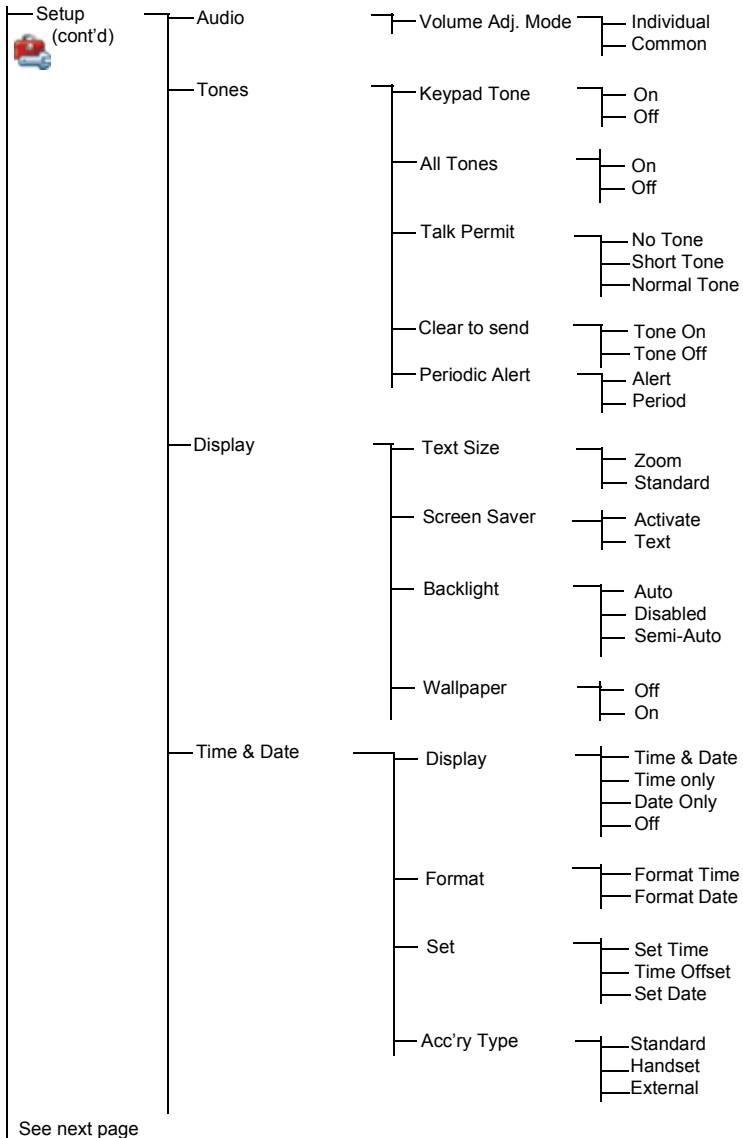 Setup
(cont'd)
Audio
Volume Adj. Mode
Individual
Common
Tones
Keypad Tone
On
Off
All Tones
On
Off
Talk Permit
No Tone
Short Tone
Normal Tone
Clear to send
Tone On
Tone Off
Periodic Alert
Alert
Period
Display
Text Size
Zoom
Standard
Screen Saver
Activate
Text
Backlight
Auto
Disabled
Semi-Auto
Wallpaper
Off
On
Time & Date
Display
Time & Date
Time only
Date Only
Off
Format
Format Time
Format Date
Set
Set Time
Time Offset
Set Date
Acc'ry Type
Standard
Handset
External
See next page